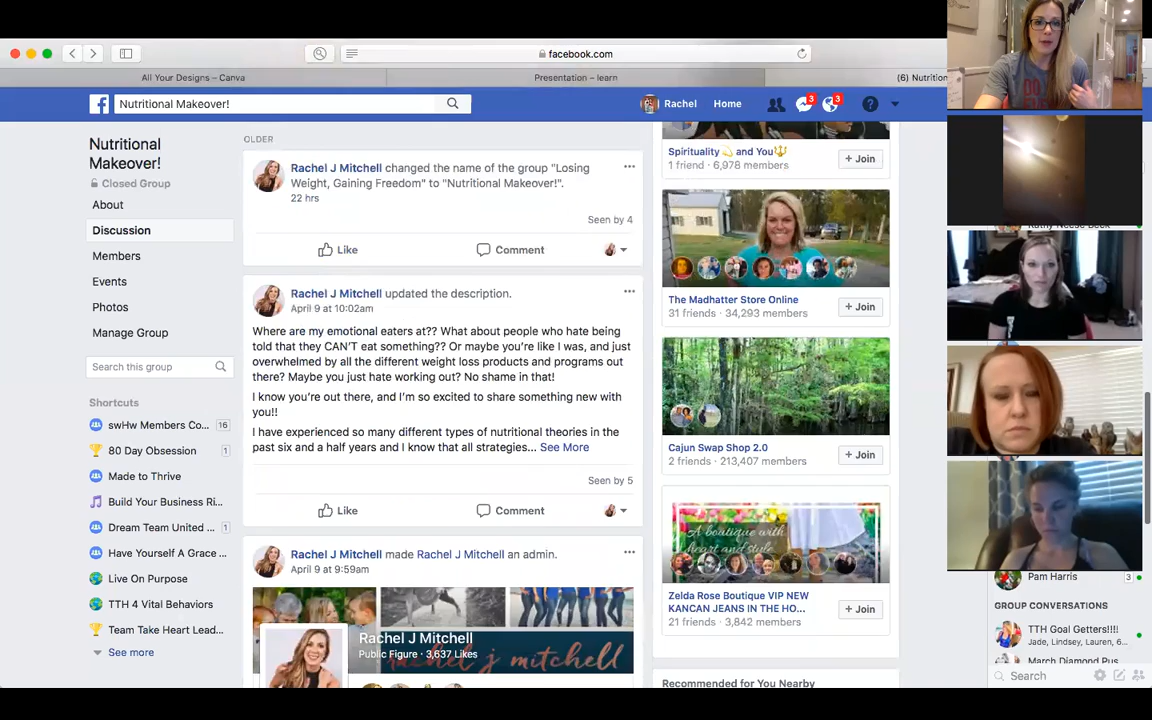 facebook.com
All Your Designs – Canva
Presentation – learn
(6) Nutrition
Nutritional Makeover!
Rachel
Home
3
3
Nutritional
Makeover!
Closed Group
About
Discussion
Members
Events
Photos
Manage Group
Search this group
Shortcuts
swHw Members Co... 16
80 Day Obsession 1
Made to Thrive
Build Your Business Ri...
Dream Team United ... 1
Have Yourself A Grace ...
Live On Purpose
TTH 4 Vital Behaviors
Team Take Heart Lead...
See more
OLDER
Rachel J Mitchell changed the name of the group "Losing
Weight, Gaining Freedom" to "Nutritional Makeover!".
22 hrs
Seen by 4
Like
Comment
Rachel J Mitchell updated the description.
April 9 at 10:02am
Where are my emotional eaters at?? What about people who hate being
told that they CAN'T eat something?? Or maybe you're like I was, and just
overwhelmed by all the different weight loss products and programs out
there? Maybe you just hate working out? No shame in that!
I know you're out there, and I'm so excited to share something new with
you!!
I have experienced so many different types of nutritional theories in the
past six and a half years and I know that all strategies... See More
Seen by 5
Like
Comment
Rachel J Mitchell made Rachel J Mitchell an admin.
April 9 at 9:59am
Rachel J Mitchell
Public Figure · 3,637 Likes
rachel j mitchell
Spirituality and You
1 friend · 6,978 members
+ Join
The Madhatter Store Online
31 friends · 34,293 members
+ Join
Cajun Swap Shop 2.0
2 friends · 213,407 members
+ Join
A boutique with
heart and style
Zelda Rose Boutique VIP NEW
KANCAN JEANS IN THE HO...
21 friends · 3,842 members
+ Join
Recommended for You Nearby
Pam Harris 3
GROUP CONVERSATIONS
TTH Goal Getters!!!!
Jade, Lindsey, Lauren, 6...
Search